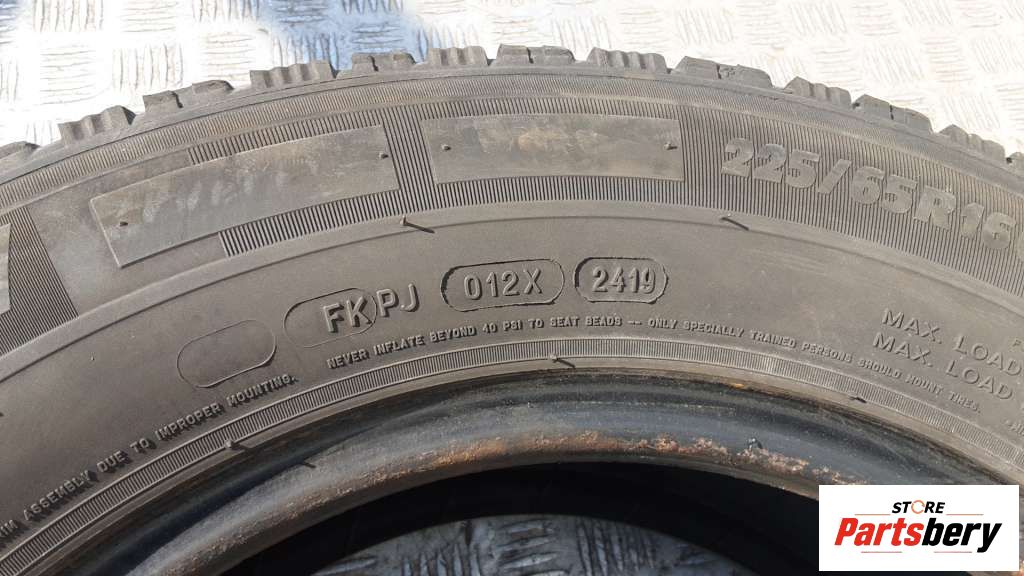 225/65R16
FKPJ 012X 2419
NEVER INFLATE BEYOND 40 PSI TO SEAT BEADS -- ONLY SPECIALLY TRAINED PERSONS SHOULD MOUNT TIRES.
ASSEMBLY DUE TO IMPROPER MOUNTING.
MAX. LOAD
MAX. LOAD
STORE
Partsbery